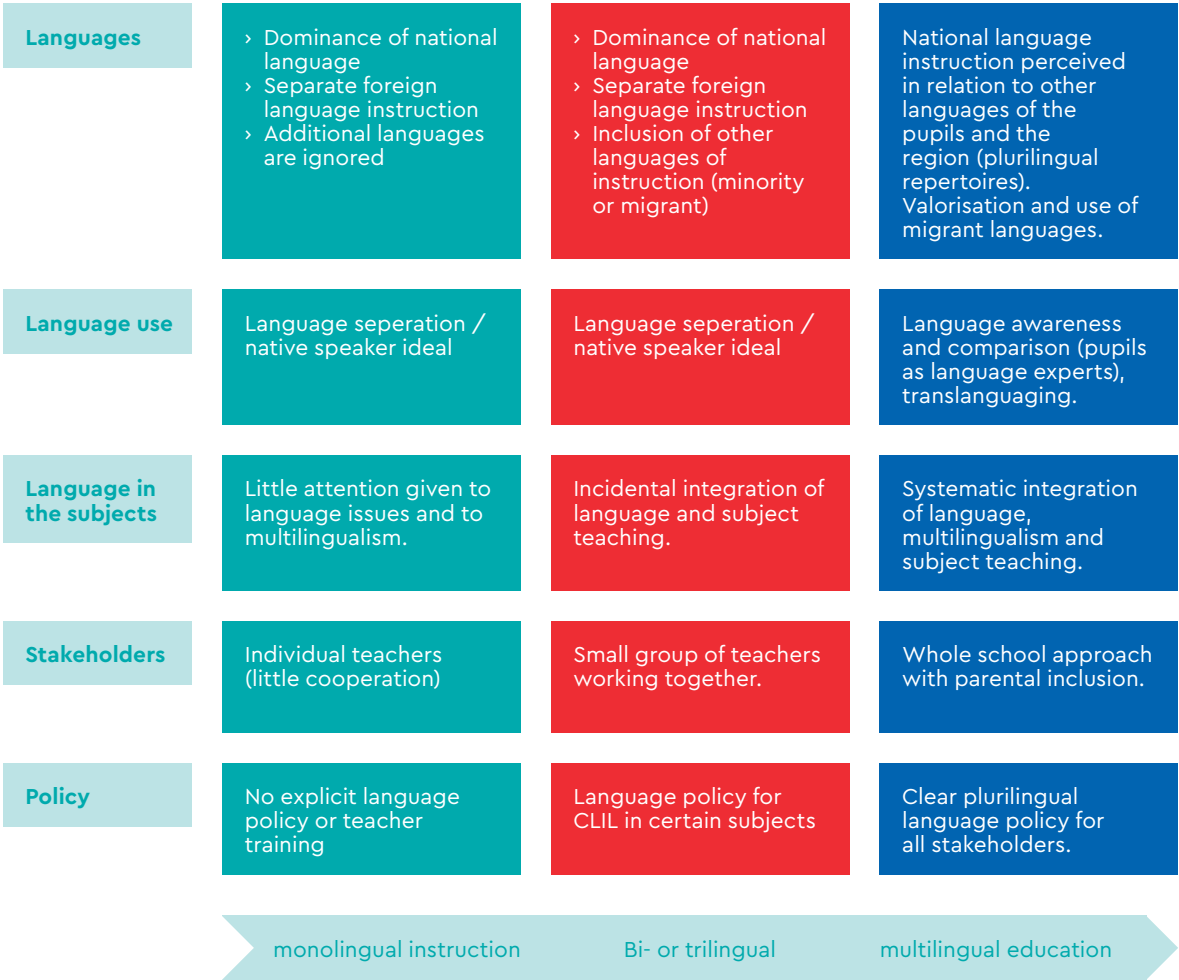 Languages
› Dominance of national
language
› Separate foreign
language instruction
› Additional languages
are ignored
› Dominance of national
language
› Separate foreign
language instruction
› Inclusion of other
languages of
instruction (minority
or migrant)
National language
instruction perceived
in relation to other
languages of the
pupils and the
region (plurilingual
repertoires).
Valorisation and use of
migrant languages.
Language use
Language seperation /
native speaker ideal
Language seperation /
native speaker ideal
Language awareness
and comparison (pupils
as language experts),
translanguaging.
Language in
the subjects
Little attention given to
language issues and to
multilingualism.
Incidental integration of
language and subject
teaching.
Systematic integration
of language,
multilingualism and
subject teaching.
Stakeholders
Individual teachers
(little cooperation)
Small group of teachers
working together.
Whole school approach
with parental inclusion.
Policy
No explicit language
policy or teacher
training
Language policy for
CLIL in certain subjects
Clear plurilingual
language policy for
all stakeholders.
monolingual instruction
Bi- or trilingual
multilingual education